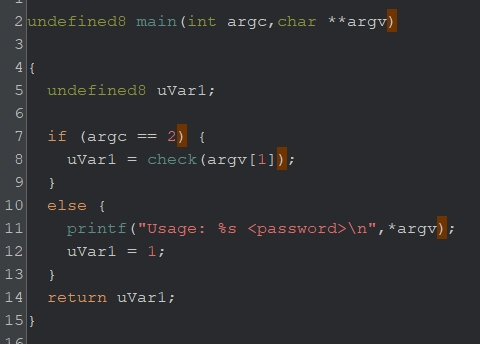 2 undefined8 main(int argc,char **argv)
3
4 {
5   undefined8 uVar1;
6
7   if (argc == 2) {
8     uVar1 = check(argv[1]);
9   }
10   else {
11     printf("Usage: %s <password>\n",*argv);
12     uVar1 = 1;
13   }
14   return uVar1;
15 }
16